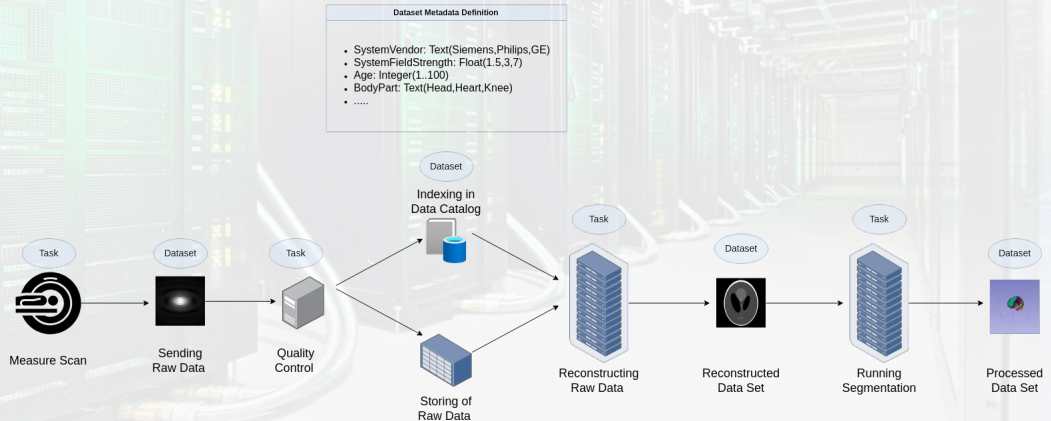 Dataset Metadata Definition
• SystemVendor: Text(Siemens,Philips,GE)
• SystemFieldStrength: Float(1.5,3,7)
• Age: Integer(1..100)
• BodyPart: Text(Head,Heart,Knee)
• .....
Dataset
Indexing in
Data Catalog
Task
Measure Scan
Dataset
Sending
Raw Data
Task
Quality
Control
Storing of
Raw Data
Task
Reconstructing
Raw Data
Dataset
Reconstructed
Data Set
Task
Running
Segmentation
Dataset
Processed
Data Set